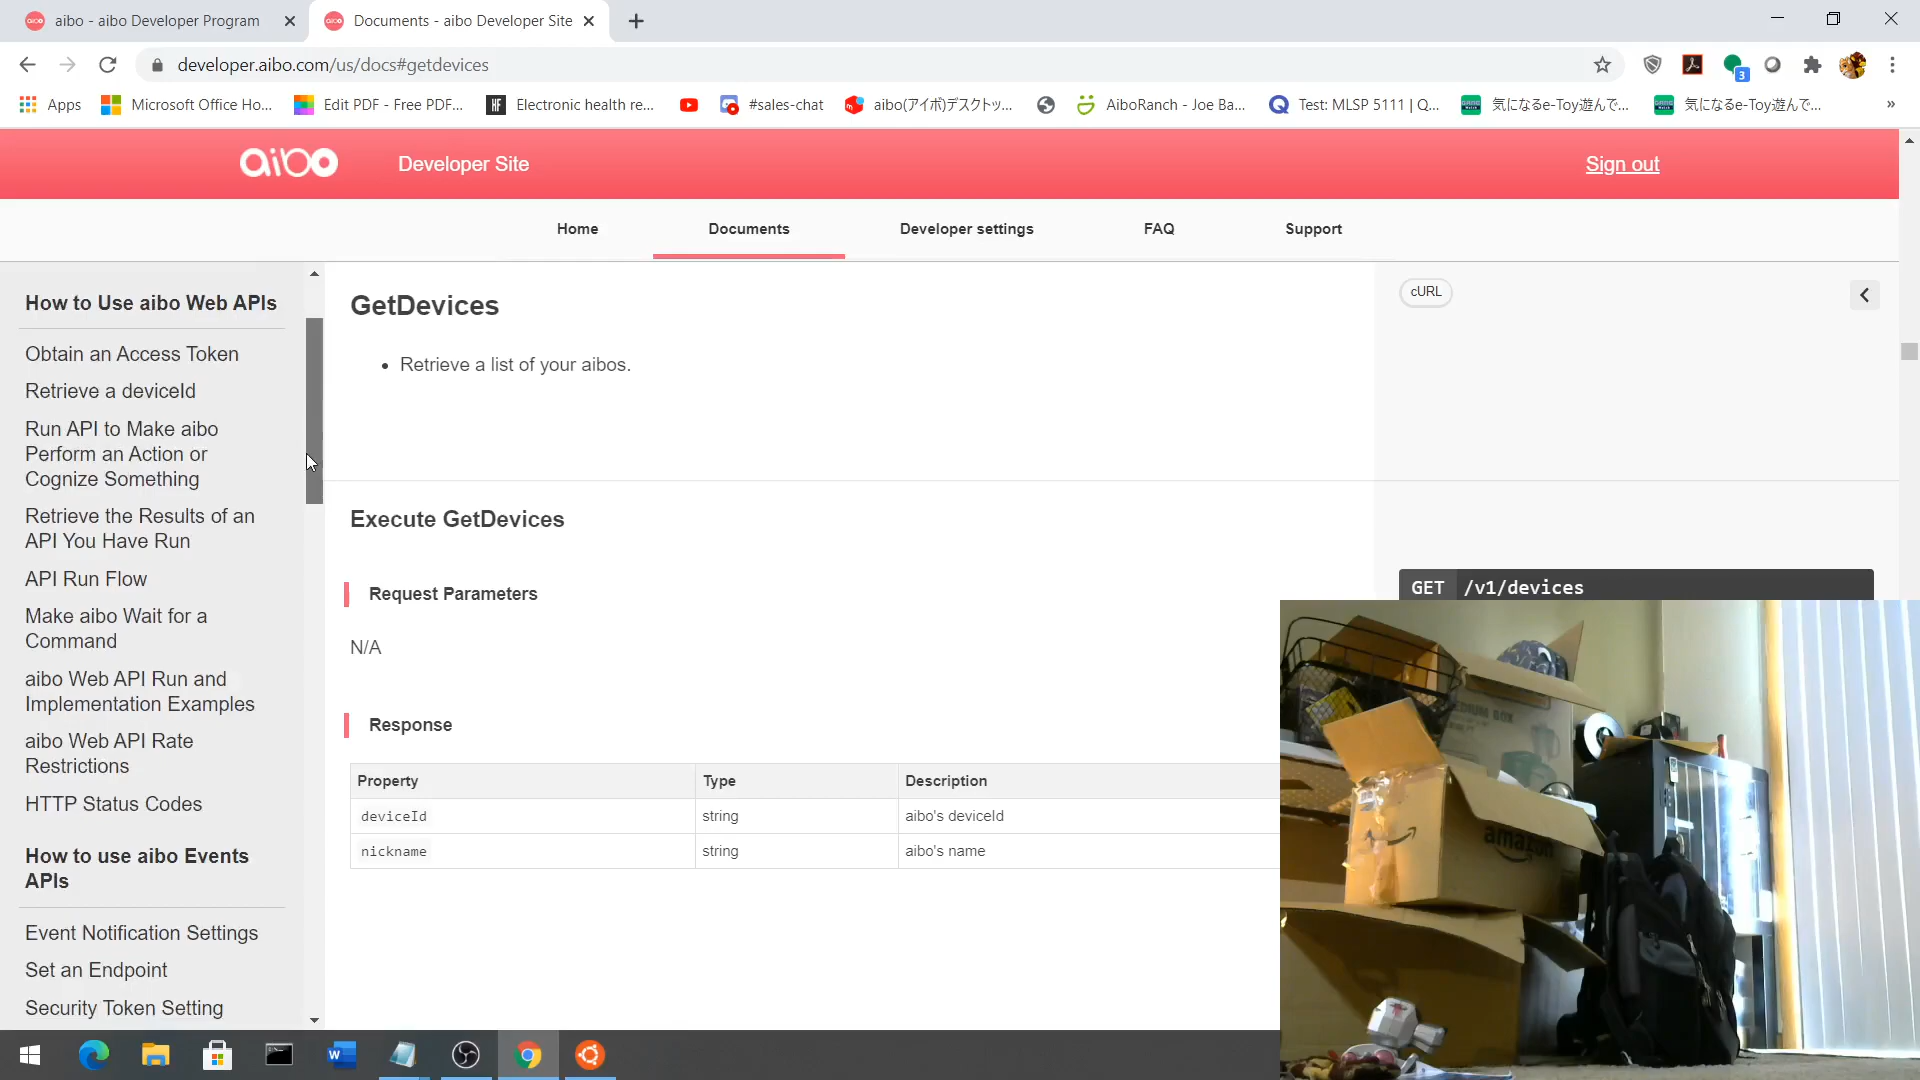 aibo - aibo Developer Program
Documents - aibo Developer Site
developer.aibo.com/us/docs#getdevices
3
Apps
Microsoft Office Ho...
Edit PDF - Free PDF...
HF
Electronic health re...
#sales-chat
aibo(アイボ)デスクトッ...
AiboRanch - Joe Ba...
Test: MLSP 5111 | Q...
気になるe-Toy遊んで...
気になるe-Toy遊んで...
»
aibo
Developer Site
Sign out
Home
Documents
Developer settings
FAQ
Support
How to Use aibo Web APIs
Obtain an Access Token
Retrieve a deviceId
Run API to Make aibo
Perform an Action or
Cognize Something
Retrieve the Results of an
API You Have Run
API Run Flow
Make aibo Wait for a
Command
aibo Web API Run and
Implementation Examples
aibo Web API Rate
Restrictions
HTTP Status Codes
How to use aibo Events
APIs
Event Notification Settings
Set an Endpoint
Security Token Setting
GetDevices
• Retrieve a list of your aibos.
Execute GetDevices
Request Parameters
N/A
Response
Property Type Description
deviceId string aibo's deviceId
nickname string aibo's name
cURL
GET /v1/devices
amazon